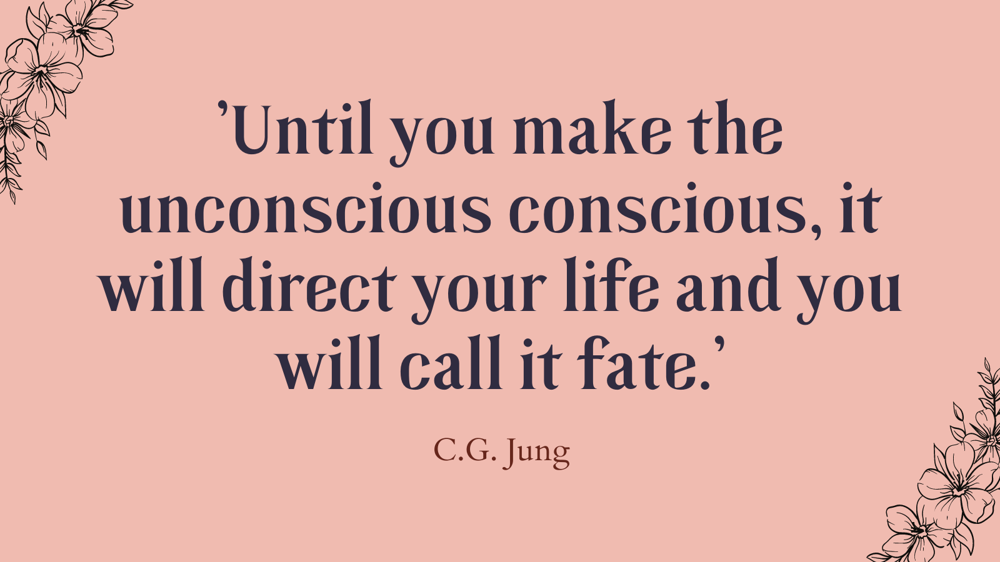 ’Until you make the
unconscious conscious, it
will direct your life and you
will call it fate.’
C.G. Jung